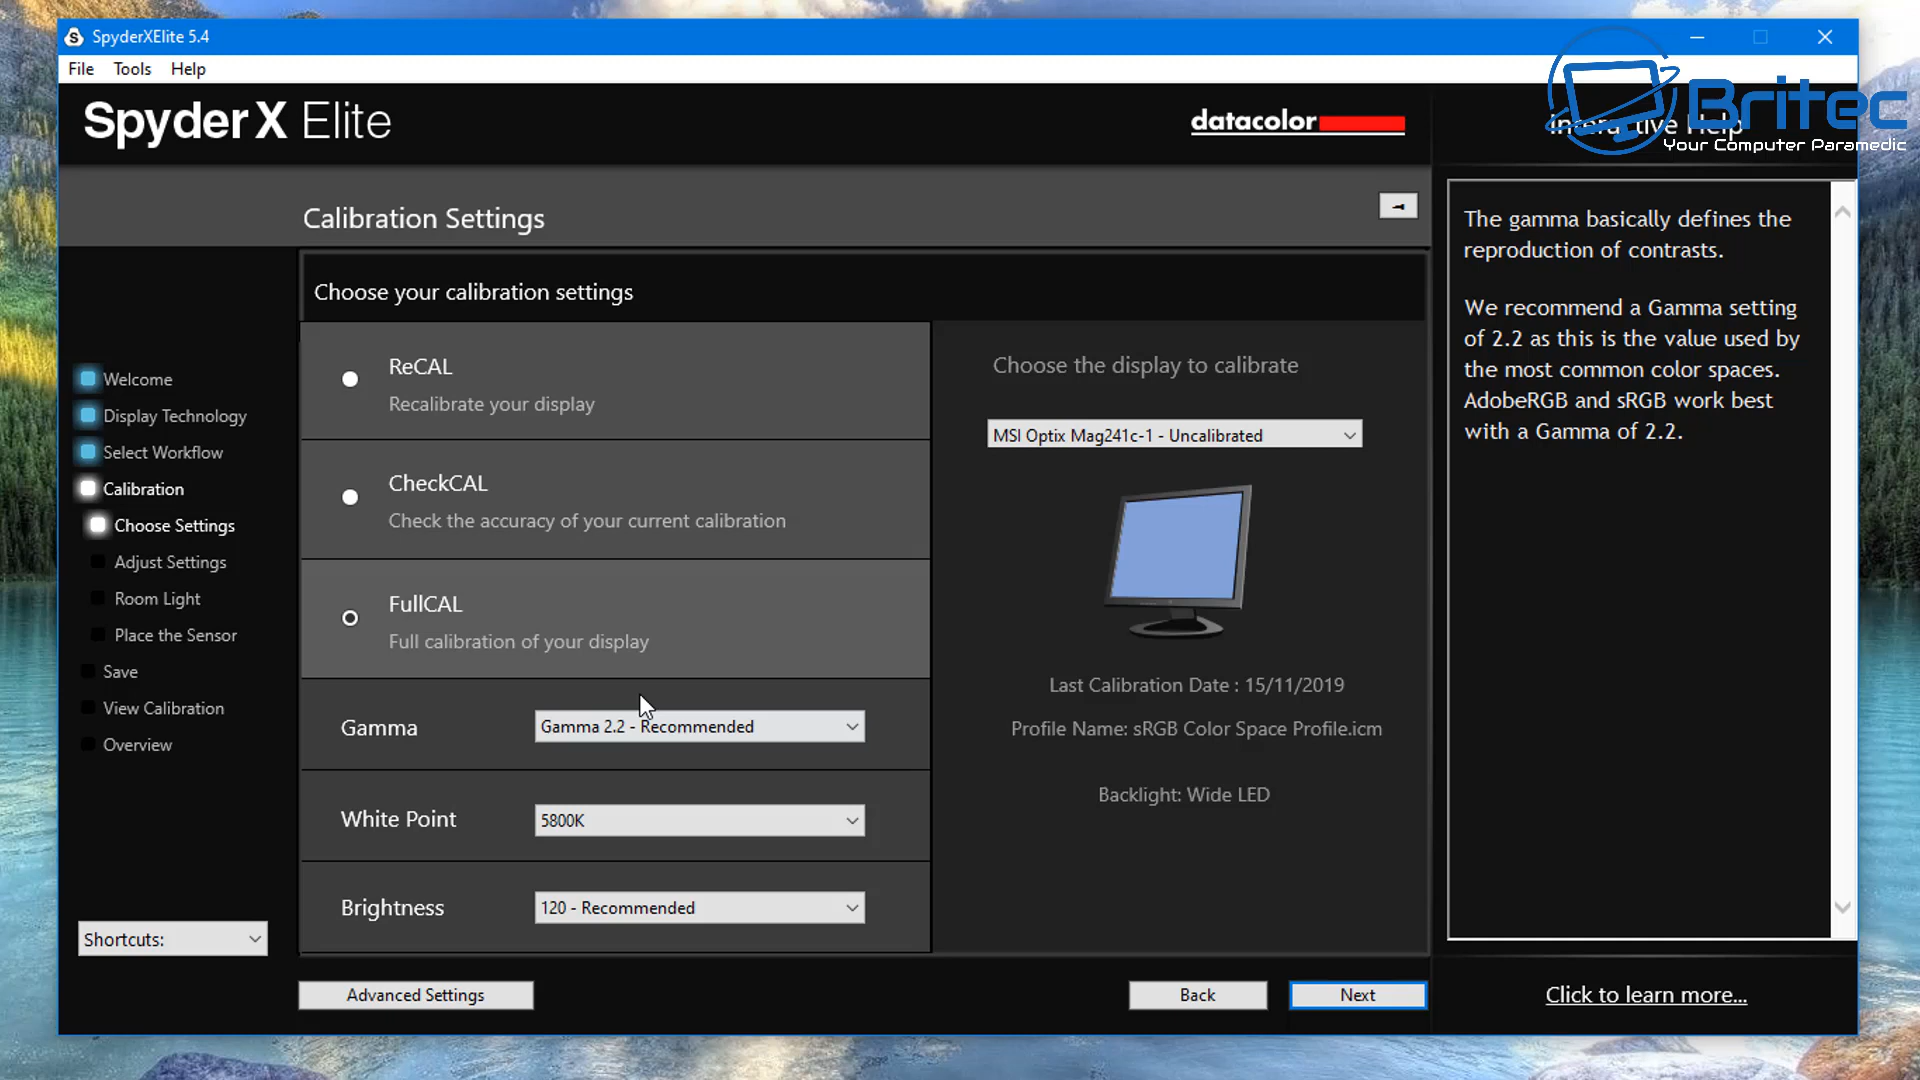 SpyderXElite 5.4
File Tools Help
Spyder X Elite
datacolor
Interactive Help
Britec
Your Computer Paramedic
Calibration Settings
Choose your calibration settings
Welcome
Display Technology
Select Workflow
Calibration
Choose Settings
Adjust Settings
Room Light
Place the Sensor
Save
View Calibration
Overview
Shortcuts:
ReCAL
Recalibrate your display
CheckCAL
Check the accuracy of your current calibration
FullCAL
Full calibration of your display
Gamma
Gamma 2.2 - Recommended
White Point
5800K
Brightness
120 - Recommended
Choose the display to calibrate
MSI Optix Mag241c-1 - Uncalibrated
Last Calibration Date : 15/11/2019
Profile Name: sRGB Color Space Profile.icm
Backlight: Wide LED
The gamma basically defines the
reproduction of contrasts.
We recommend a Gamma setting
of 2.2 as this is the value used by
the most common color spaces.
AdobeRGB and sRGB work best
with a Gamma of 2.2.
Advanced Settings
Back
Next
Click to learn more...